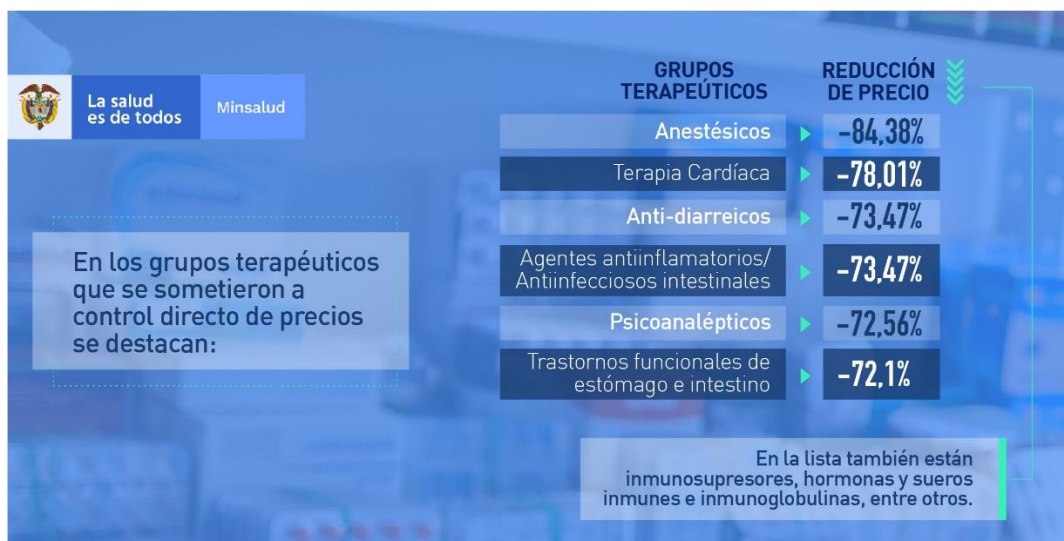 La salud
es de todos
Minsalud
En los grupos terapéuticos
que se sometieron a
control directo de precios
se destacan:
GRUPOS
TERAPEÚTICOS
REDUCCIÓN
DE PRECIO
Anestésicos
-84,38%
Terapia Cardíaca
-78,01%
Anti-diarreicos
-73,47%
Agentes antiinflamatorios/
Antiinfecciosos intestinales
-73,47%
Psicoanalépticos
-72,56%
Trastornos funcionales de
estómago e intestino
-72,1%
En la lista también están
inmunosupresores, hormonas y sueros
inmunes e inmunoglobulinas, entre otros.